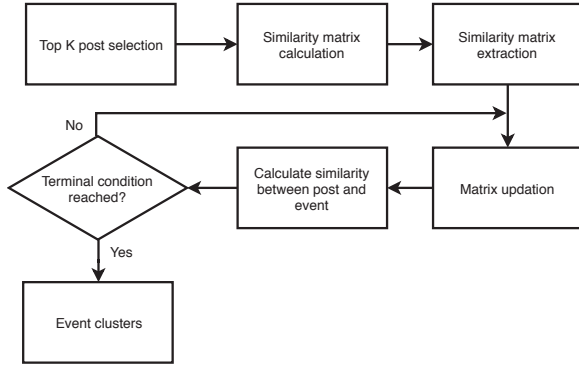 Top K post selection
Similarity matrix
calculation
Similarity matrix
extraction
No
Terminal condition
reached?
Calculate similarity
between post and
event
Matrix updation
Yes
Event clusters